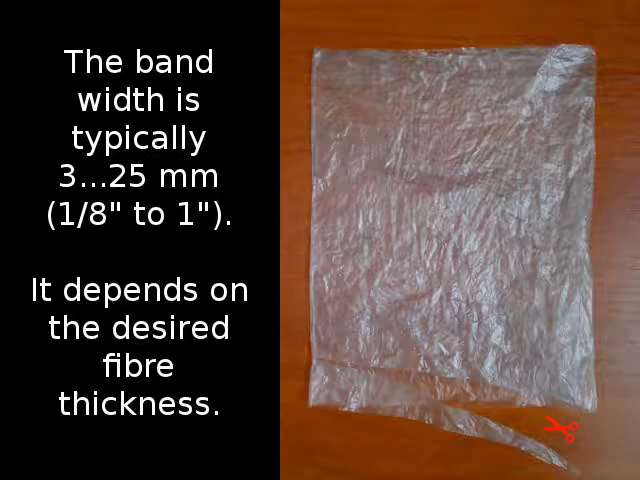 The band
width is
typically
3...25 mm
(1/8" to 1").
It depends on
the desired
fibre
thickness.